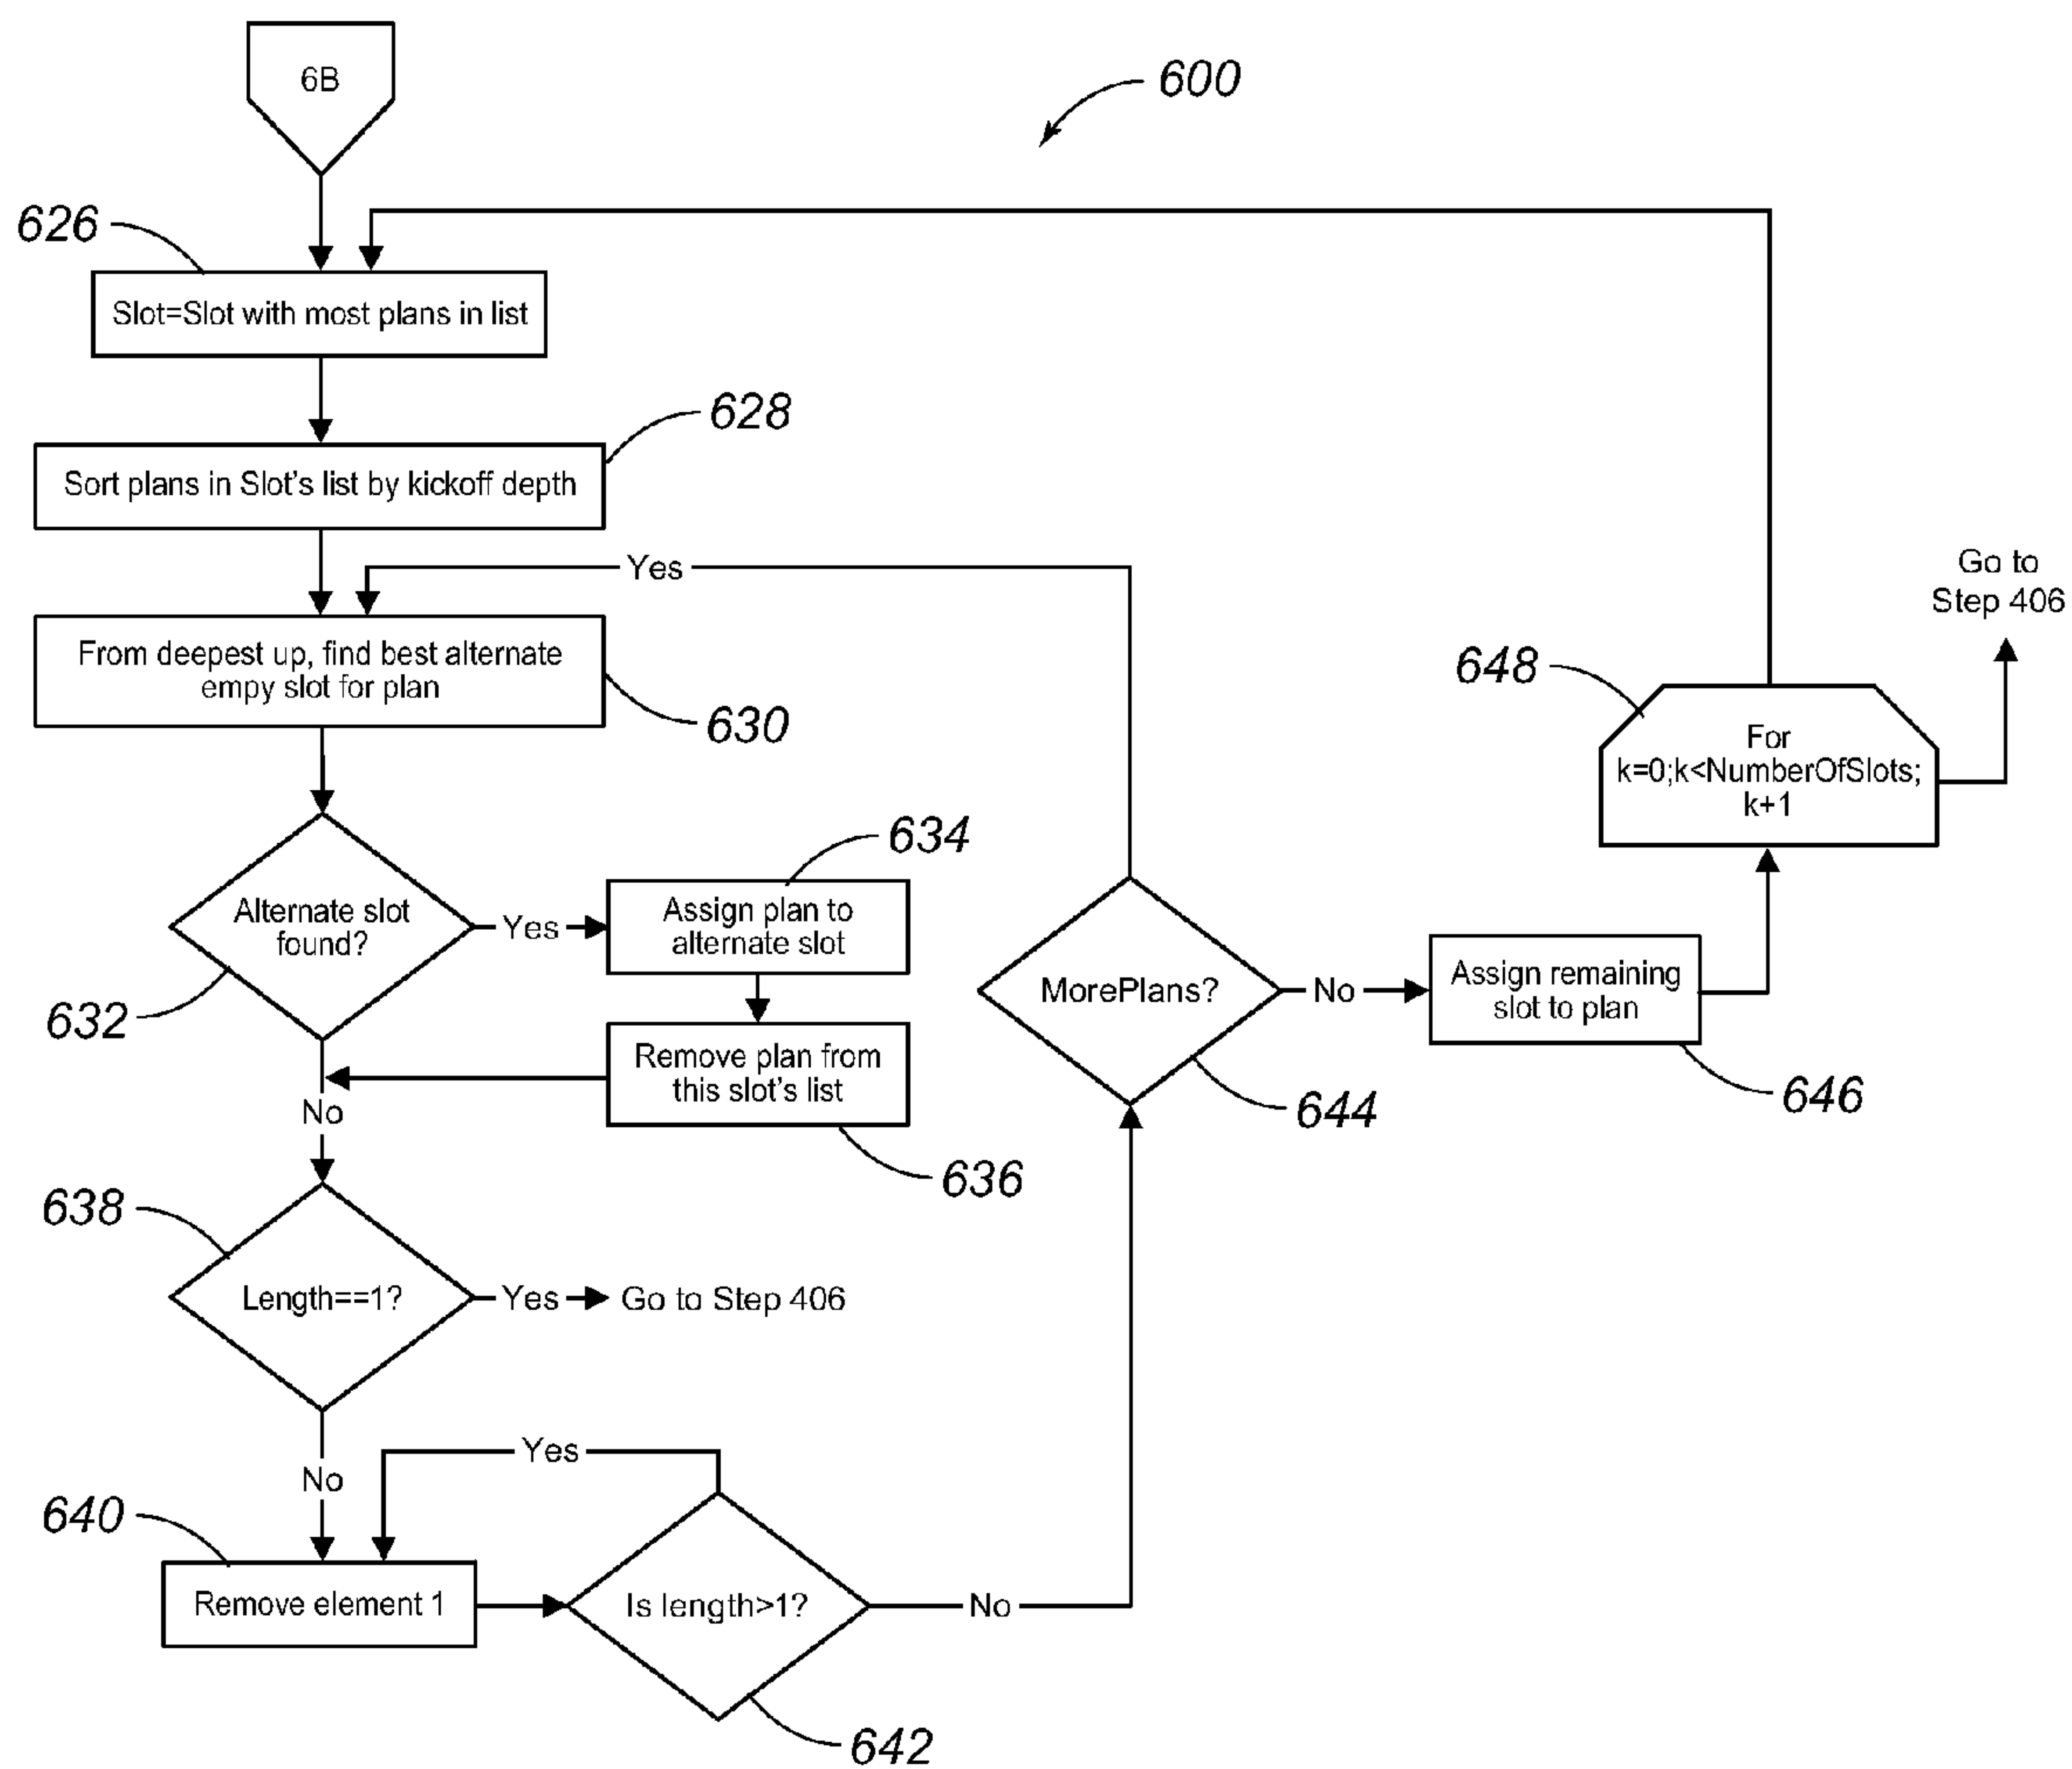 6B
600
626
Slot=Slot with most plans in list
628
Sort plans in Slot's list by kickoff depth
Yes
From deepest up, find best alternate
empy slot for plan
630
Go to
Step 406
648
For
k=0;k<NumberOfSlots;
k+1
634
Alternate slot
found?
Yes
Assign plan to
alternate slot
632
MorePlans?
No
Assign remaining
slot to plan
Remove plan from
this slot's list
No
644
646
636
638
Length==1?
Yes
Go to Step 406
Yes
No
640
Remove element 1
Is length>1?
No
642